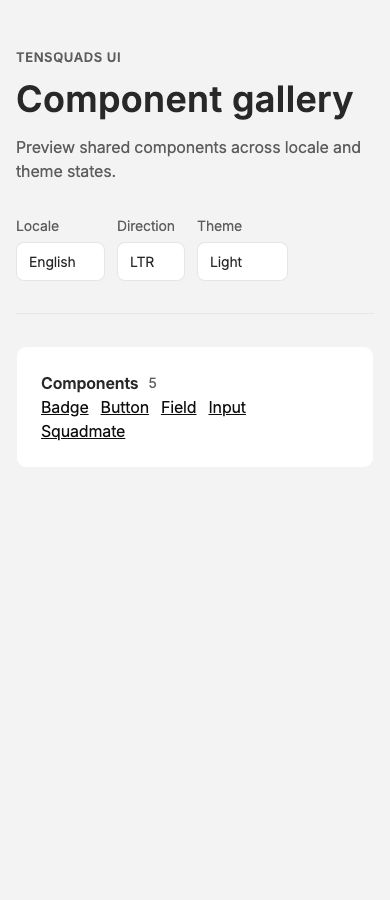 TENSQUADS UI
Component gallery
Preview shared components across locale and
theme states.
Locale Direction Theme
English LTR Light
Components 5
Badge Button Field Input
Squadmate